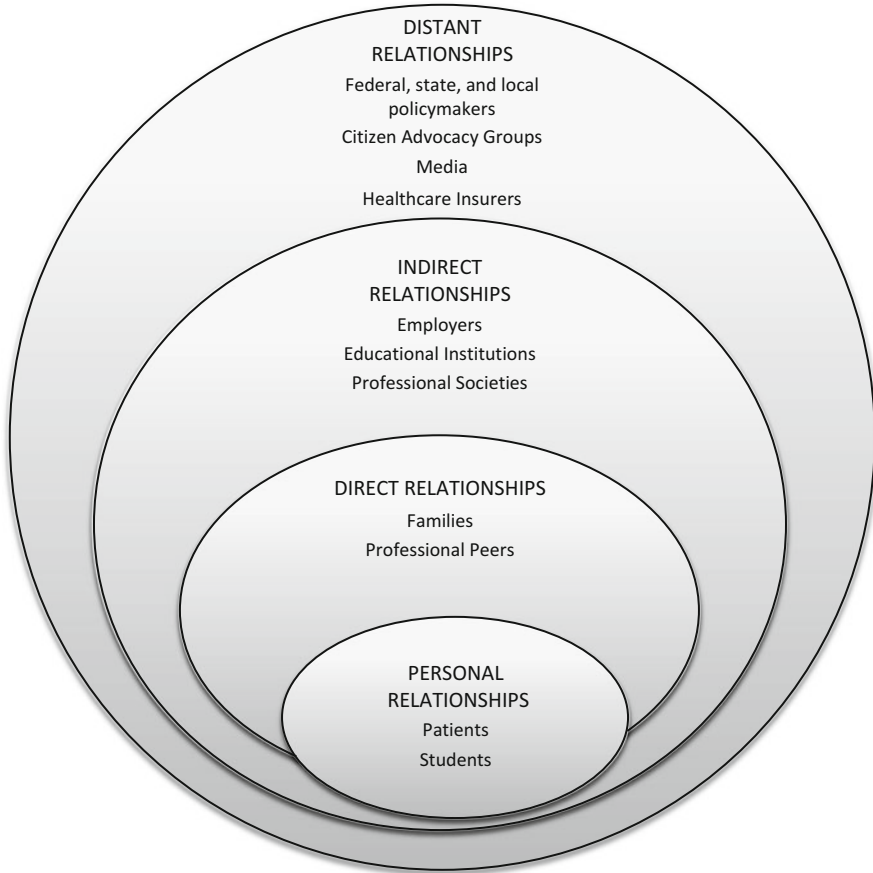 DISTANT
RELATIONSHIPS
Federal, state, and local
policymakers
Citizen Advocacy Groups
Media
Healthcare Insurers
INDIRECT
RELATIONSHIPS
Employers
Educational Institutions
Professional Societies
DIRECT RELATIONSHIPS
Families
Professional Peers
PERSONAL
RELATIONSHIPS
Patients
Students